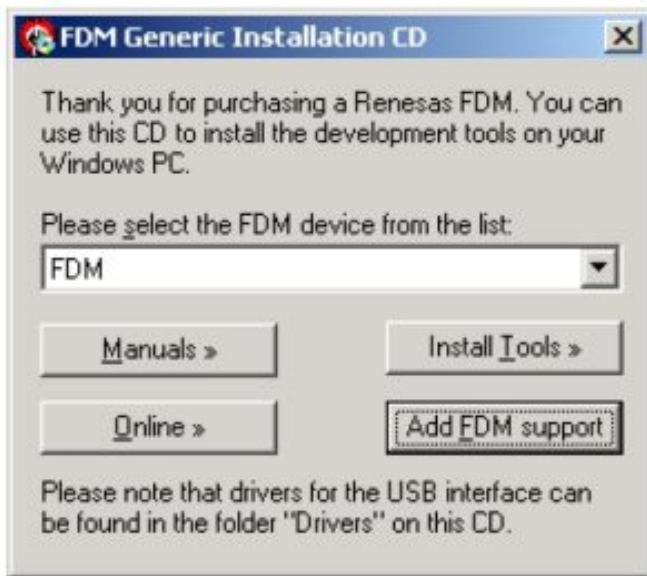 FDM Generic Installation CD
Thank you for purchasing a Renesas FDM. You can
use this CD to install the development tools on your
Windows PC.
Please select the FDM device from the list:
FDM
Manuals »
Install Tools »
Online »
Add FDM support
Please note that drivers for the USB interface can
be found in the folder "Drivers" on this CD.